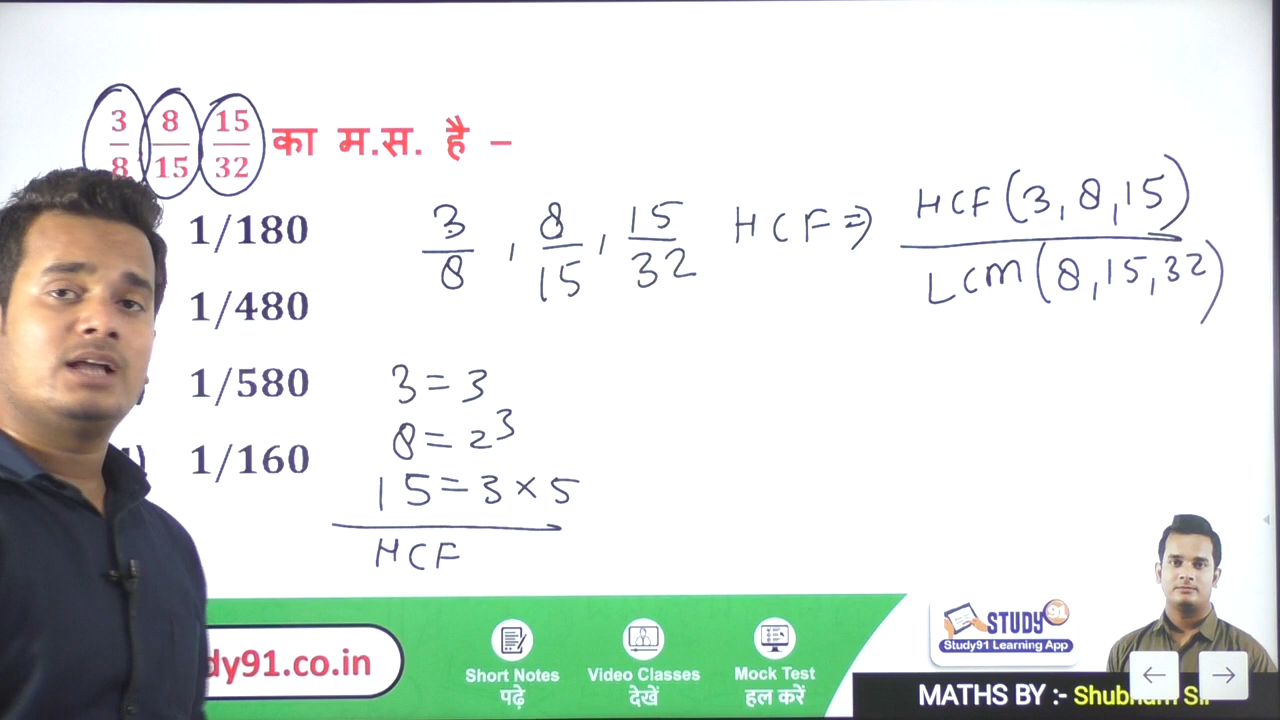 3/8 8/15 15/32 का म.स. है –
1/180
1/480
1/580
1/160
3/8 , 8/15 , 15/32 HCF ⇒ HCF(3,8,15) / LCM(8,15,32)
3 = 3
8 = 2³
15 = 3 × 5
HCF
dy91.co.in
Short Notes
पढ़ें
Video Classes
देखें
Mock Test
हल करें
STUDY 91
Study91 Learning App
MATHS BY :- Shubham Sir